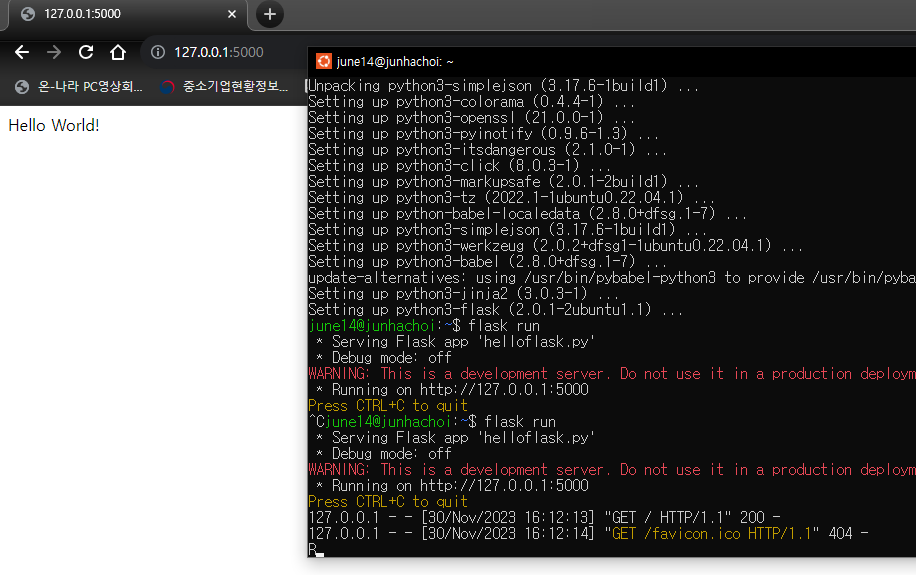 127.0.0.1:5000
127.0.0.1:5000
온-나라 PC영상회...
중소기업현황정보...
Hello World!
june14@junhachoi: ~
Unpacking python3-simplejson (3.17.6-1build1) ...
Setting up python3-colorama (0.4.4-1) ...
Setting up python3-openssl (21.0.0-1) ...
Setting up python3-pyinotify (0.9.6-1.3) ...
Setting up python3-itsdangerous (2.1.0-1) ...
Setting up python3-click (8.0.3-1) ...
Setting up python3-markupsafe (2.0.1-2build1) ...
Setting up python3-tz (2022.1-1ubuntu0.22.04.1) ...
Setting up python-babel-localedata (2.8.0+dfsg.1-7) ...
Setting up python3-simplejson (3.17.6-1build1) ...
Setting up python3-werkzeug (2.0.2+dfsg1-1ubuntu0.22.04.1) ...
Setting up python3-babel (2.8.0+dfsg.1-7) ...
update-alternatives: using /usr/bin/pybabel-python3 to provide /usr/bin/pyba
Setting up python3-jinja2 (3.0.3-1) ...
Setting up python3-flask (2.0.1-2ubuntu1.1) ...
june14@junhachoi:~$ flask run
* Serving Flask app 'helloflask.py'
* Debug mode: off
WARNING: This is a development server. Do not use it in a production deploym
* Running on http://127.0.0.1:5000
Press CTRL+C to quit
^Cjune14@junhachoi:~$ flask run
* Serving Flask app 'helloflask.py'
* Debug mode: off
WARNING: This is a development server. Do not use it in a production deploym
* Running on http://127.0.0.1:5000
Press CTRL+C to quit
127.0.0.1 - - [30/Nov/2023 16:12:13] "GET / HTTP/1.1" 200 -
127.0.0.1 - - [30/Nov/2023 16:12:14] "GET /favicon.ico HTTP/1.1" 404 -
R